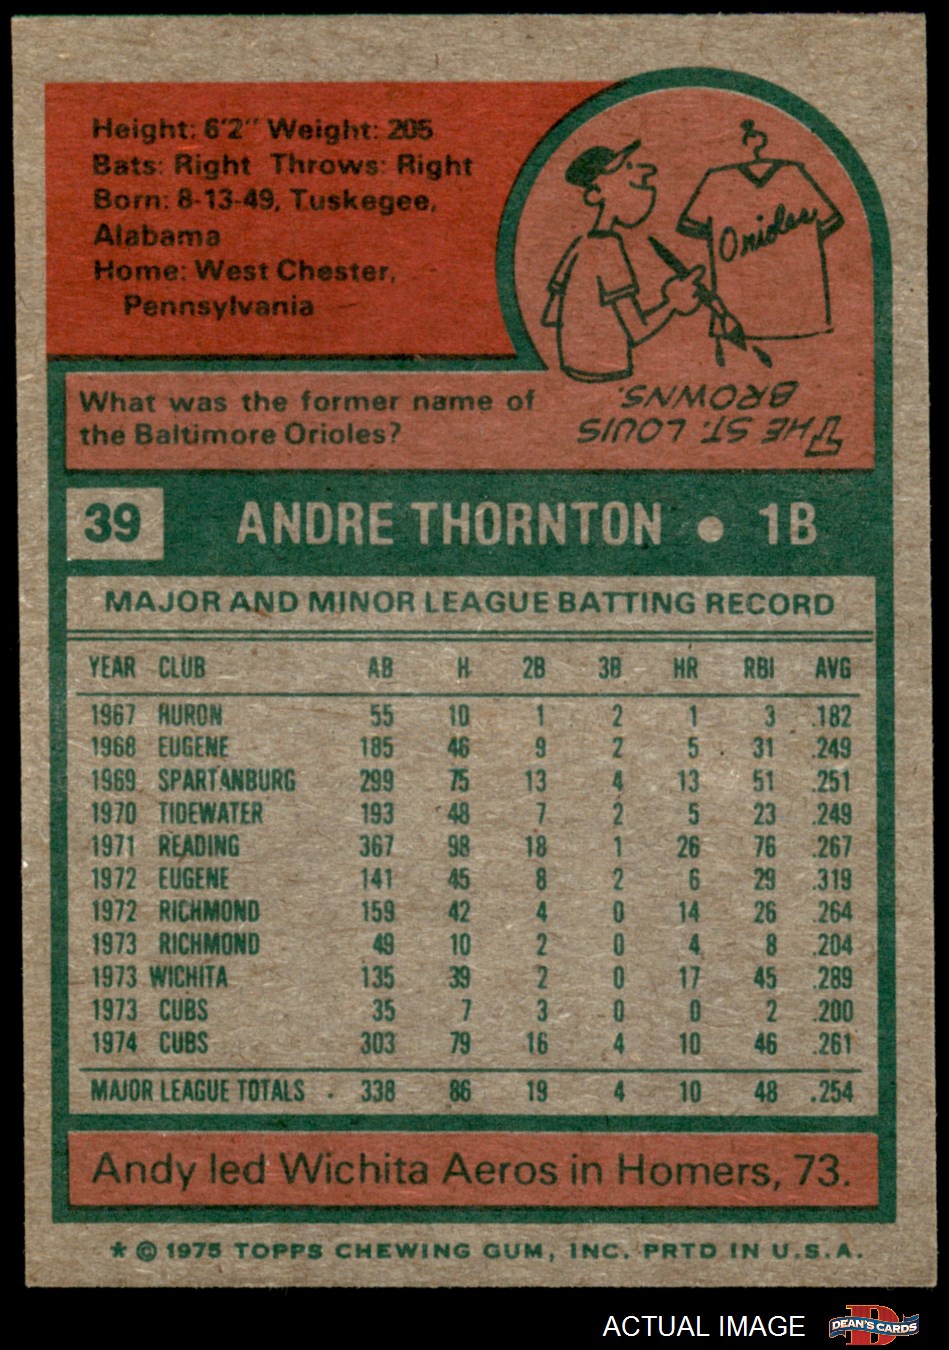 Height: 6'2" Weight: 205
Bats: Right Throws: Right
Born: 8-13-49, Tuskegee,
Alabama
Home: West Chester,
Pennsylvania
Orioles
What was the former name of
the Baltimore Orioles?
THE ST. LOUIS
BROWNS.
39 ANDRE THORNTON • 1B
MAJOR AND MINOR LEAGUE BATTING RECORD
YEAR CLUB AB H 2B 3B HR RBI AVG
1967 HURON 55 10 1 2 1 3 .182
1968 EUGENE 185 46 9 2 5 31 .249
1969 SPARTANBURG 299 75 13 4 13 51 .251
1970 TIDEWATER 193 48 7 2 5 23 .249
1971 READING 367 98 18 1 26 76 .267
1972 EUGENE 141 45 8 2 6 29 .319
1972 RICHMOND 159 42 4 0 14 26 .264
1973 RICHMOND 49 10 2 0 4 8 .204
1973 WICHITA 135 39 2 0 17 45 .289
1973 CUBS 35 7 3 0 0 2 .200
1974 CUBS 303 79 16 4 10 46 .261
MAJOR LEAGUE TOTALS . 338 86 19 4 10 48 .254
Andy led Wichita Aeros in Homers, 73.
* © 1975 TOPPS CHEWING GUM, INC. PRTD IN U.S.A.
ACTUAL IMAGE
D
DEAN'S CARDS